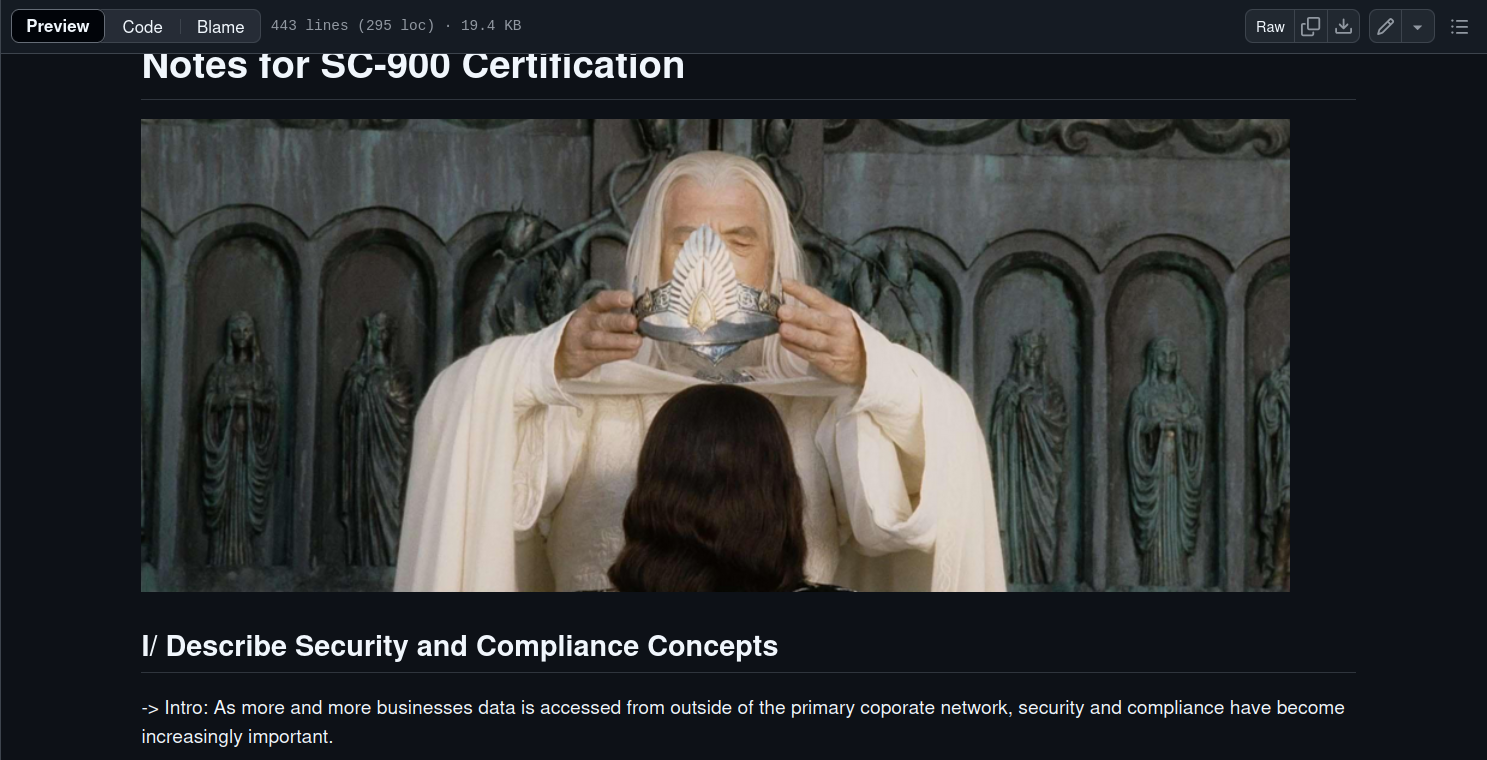 Preview Code Blame 443 lines (295 loc) · 19.4 KB Raw
Notes for SC-900 Certification
I/ Describe Security and Compliance Concepts
-> Intro: As more and more businesses data is accessed from outside of the primary coporate network, security and compliance have become
increasingly important.